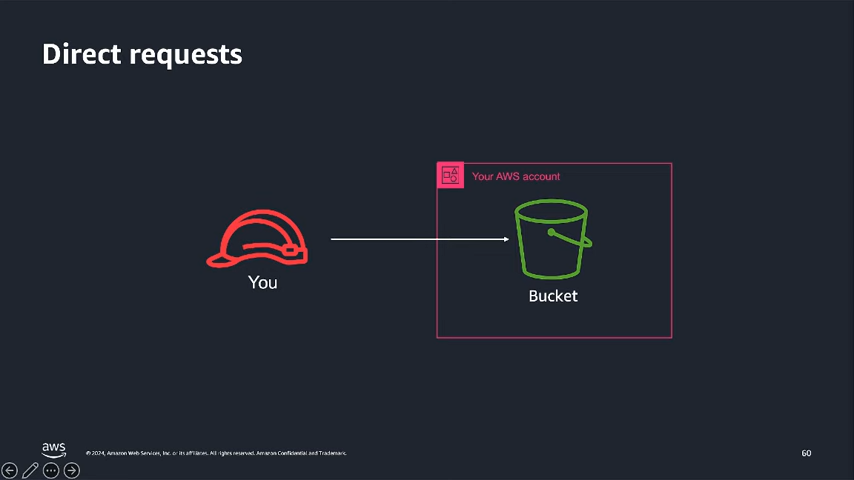 Direct requests
Your AWS account
You
Bucket
aws
© 2024, Amazon Web Services, Inc. or its affiliates. All rights reserved. Amazon Confidential and Trademark.
60